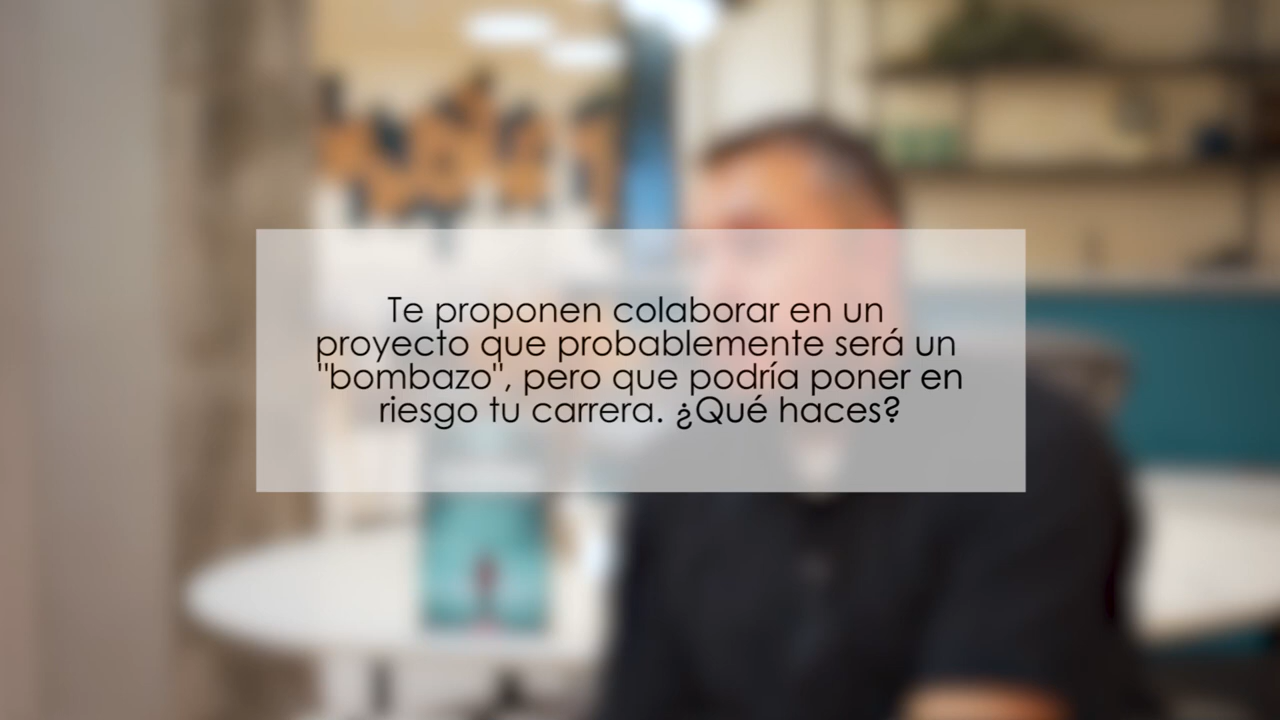 Te proponen colaborar en un
proyecto que probablemente será un
"bombazo", pero que podría poner en
riesgo tu carrera. ¿Qué haces?